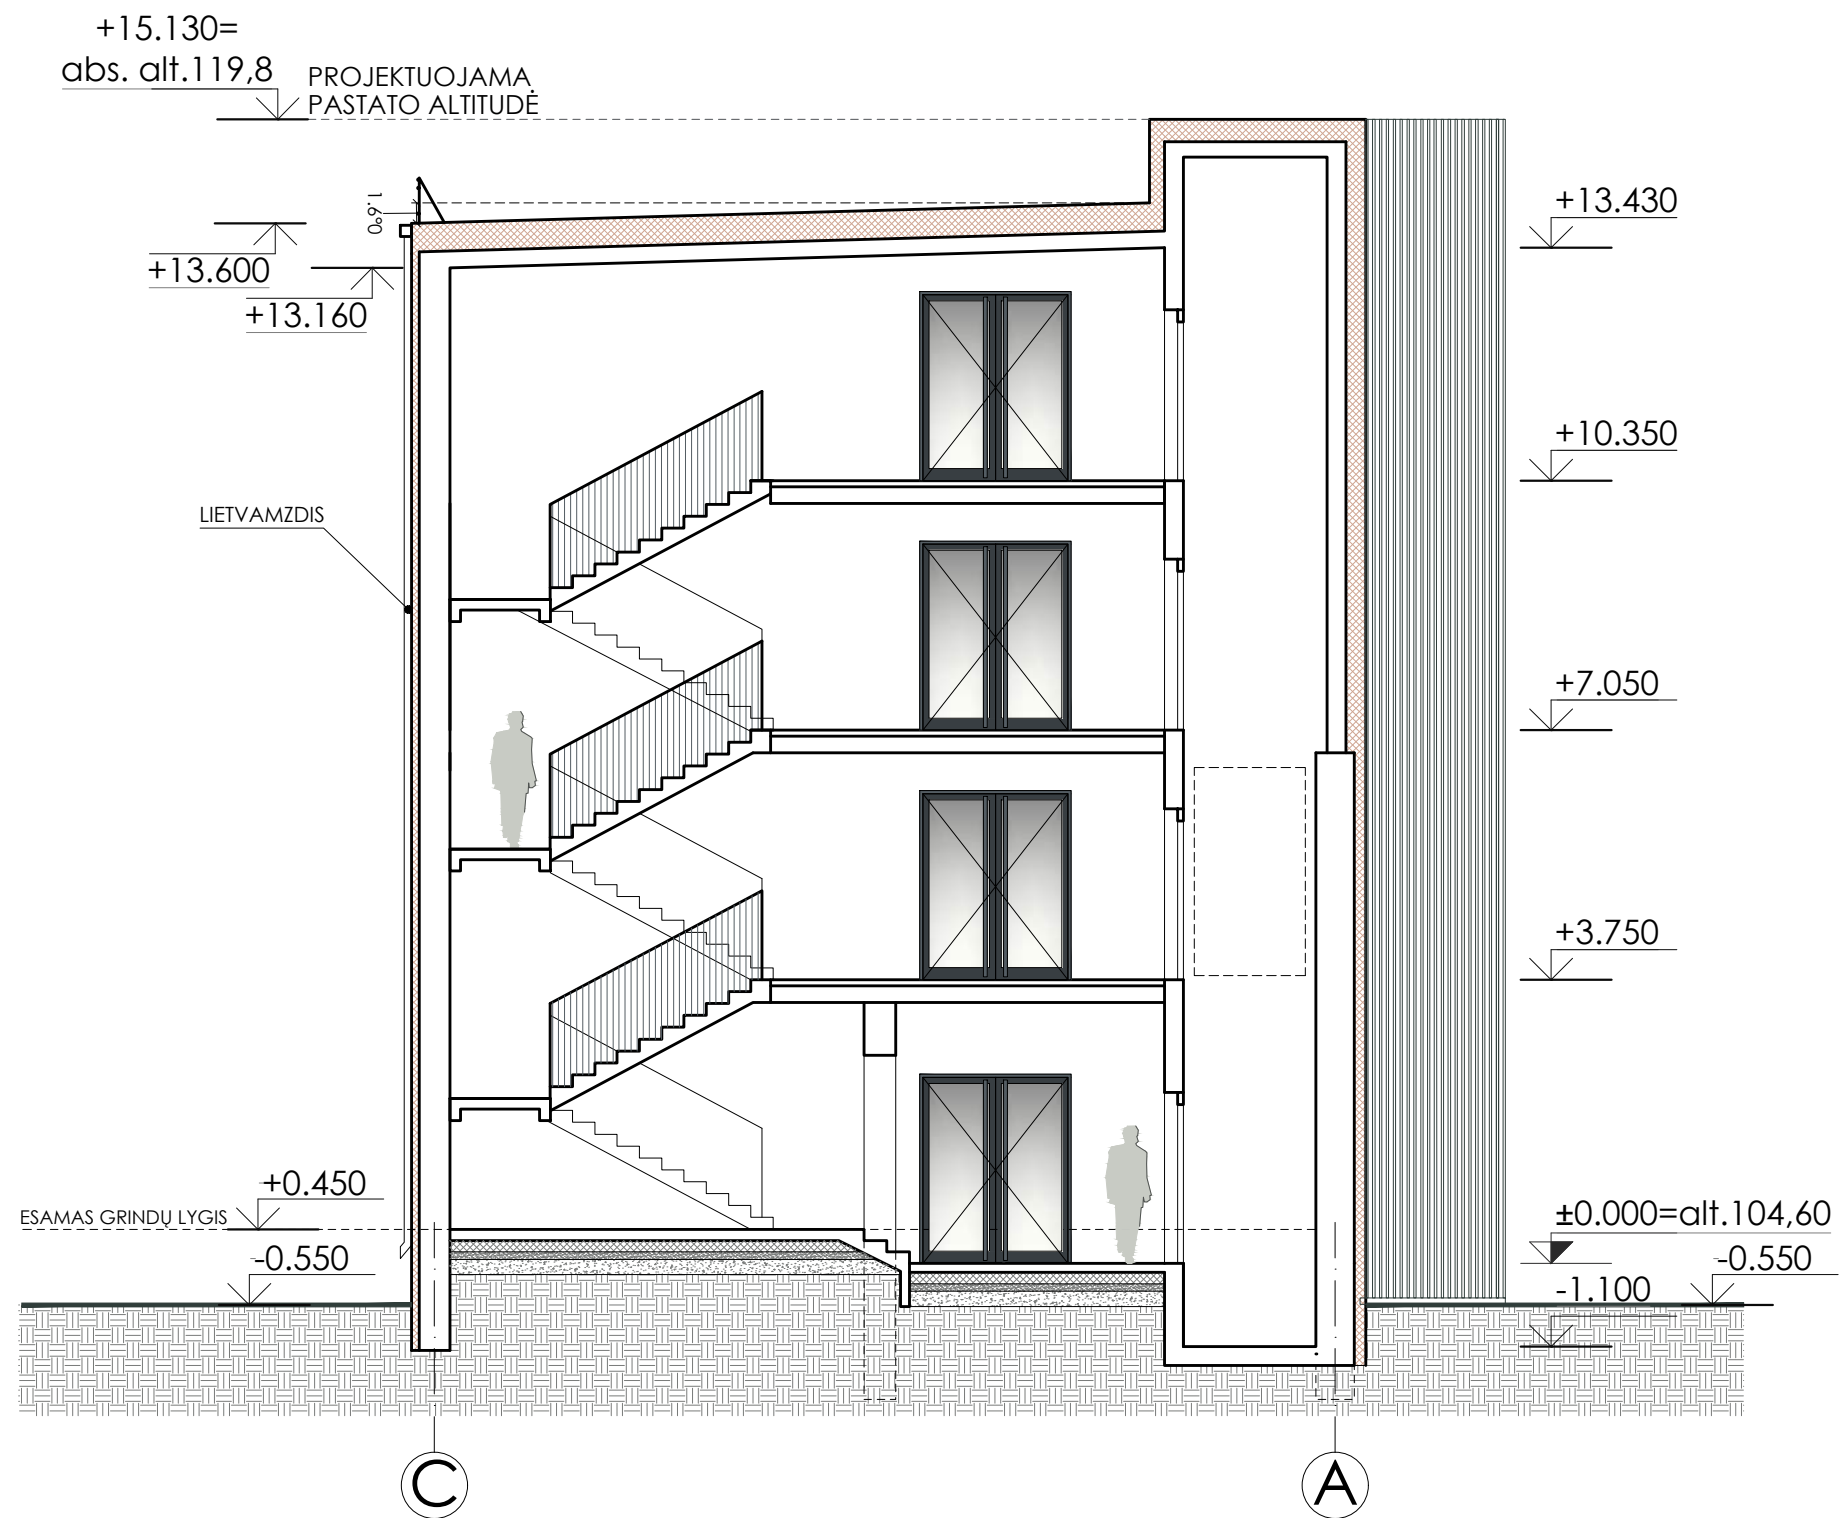 +15.130=
abs. alt.119,8
PROJEKTUOJAMA
PASTATO ALTITUDĖ
1.6°
+13.430
+13.600
+13.160
+10.350
LIETVAMZDIS
+7.050
+3.750
+0.450
ESAMAS GRINDŲ LYGIS
±0.000=alt.104,60
-0.550
-0.550
-1.100
C
A